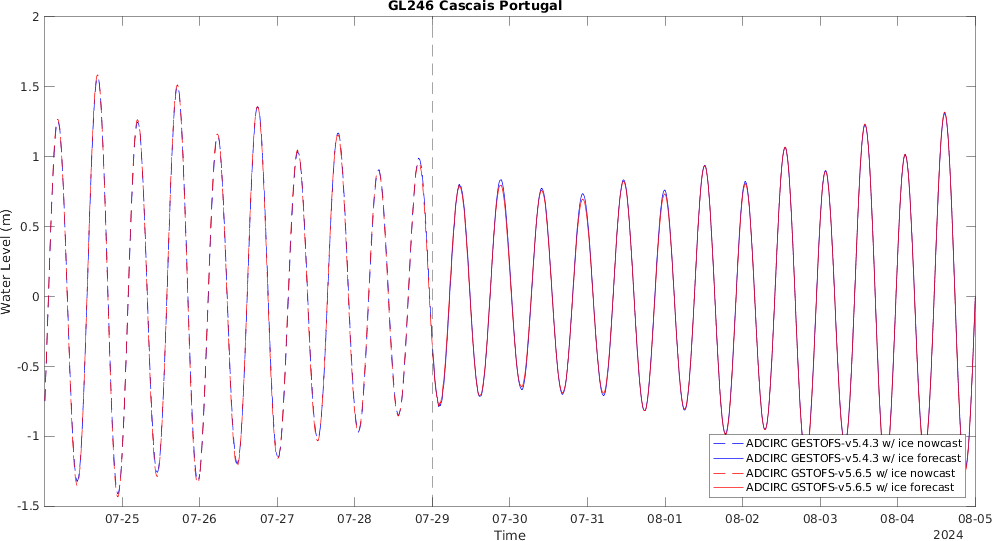 GL246 Cascais Portugal
2
1.5
1
0.5
0
-0.5
-1
-1.5
Water Level (m)
07-25 07-26 07-27 07-28 07-29 07-30 07-31 08-01 08-02 08-03 08-04 08-05
Time
2024
ADCIRC GESTOFS-v5.4.3 w/ ice nowcast
ADCIRC GESTOFS-v5.4.3 w/ ice forecast
ADCIRC GSTOFS-v5.6.5 w/ ice nowcast
ADCIRC GSTOFS-v5.6.5 w/ ice forecast